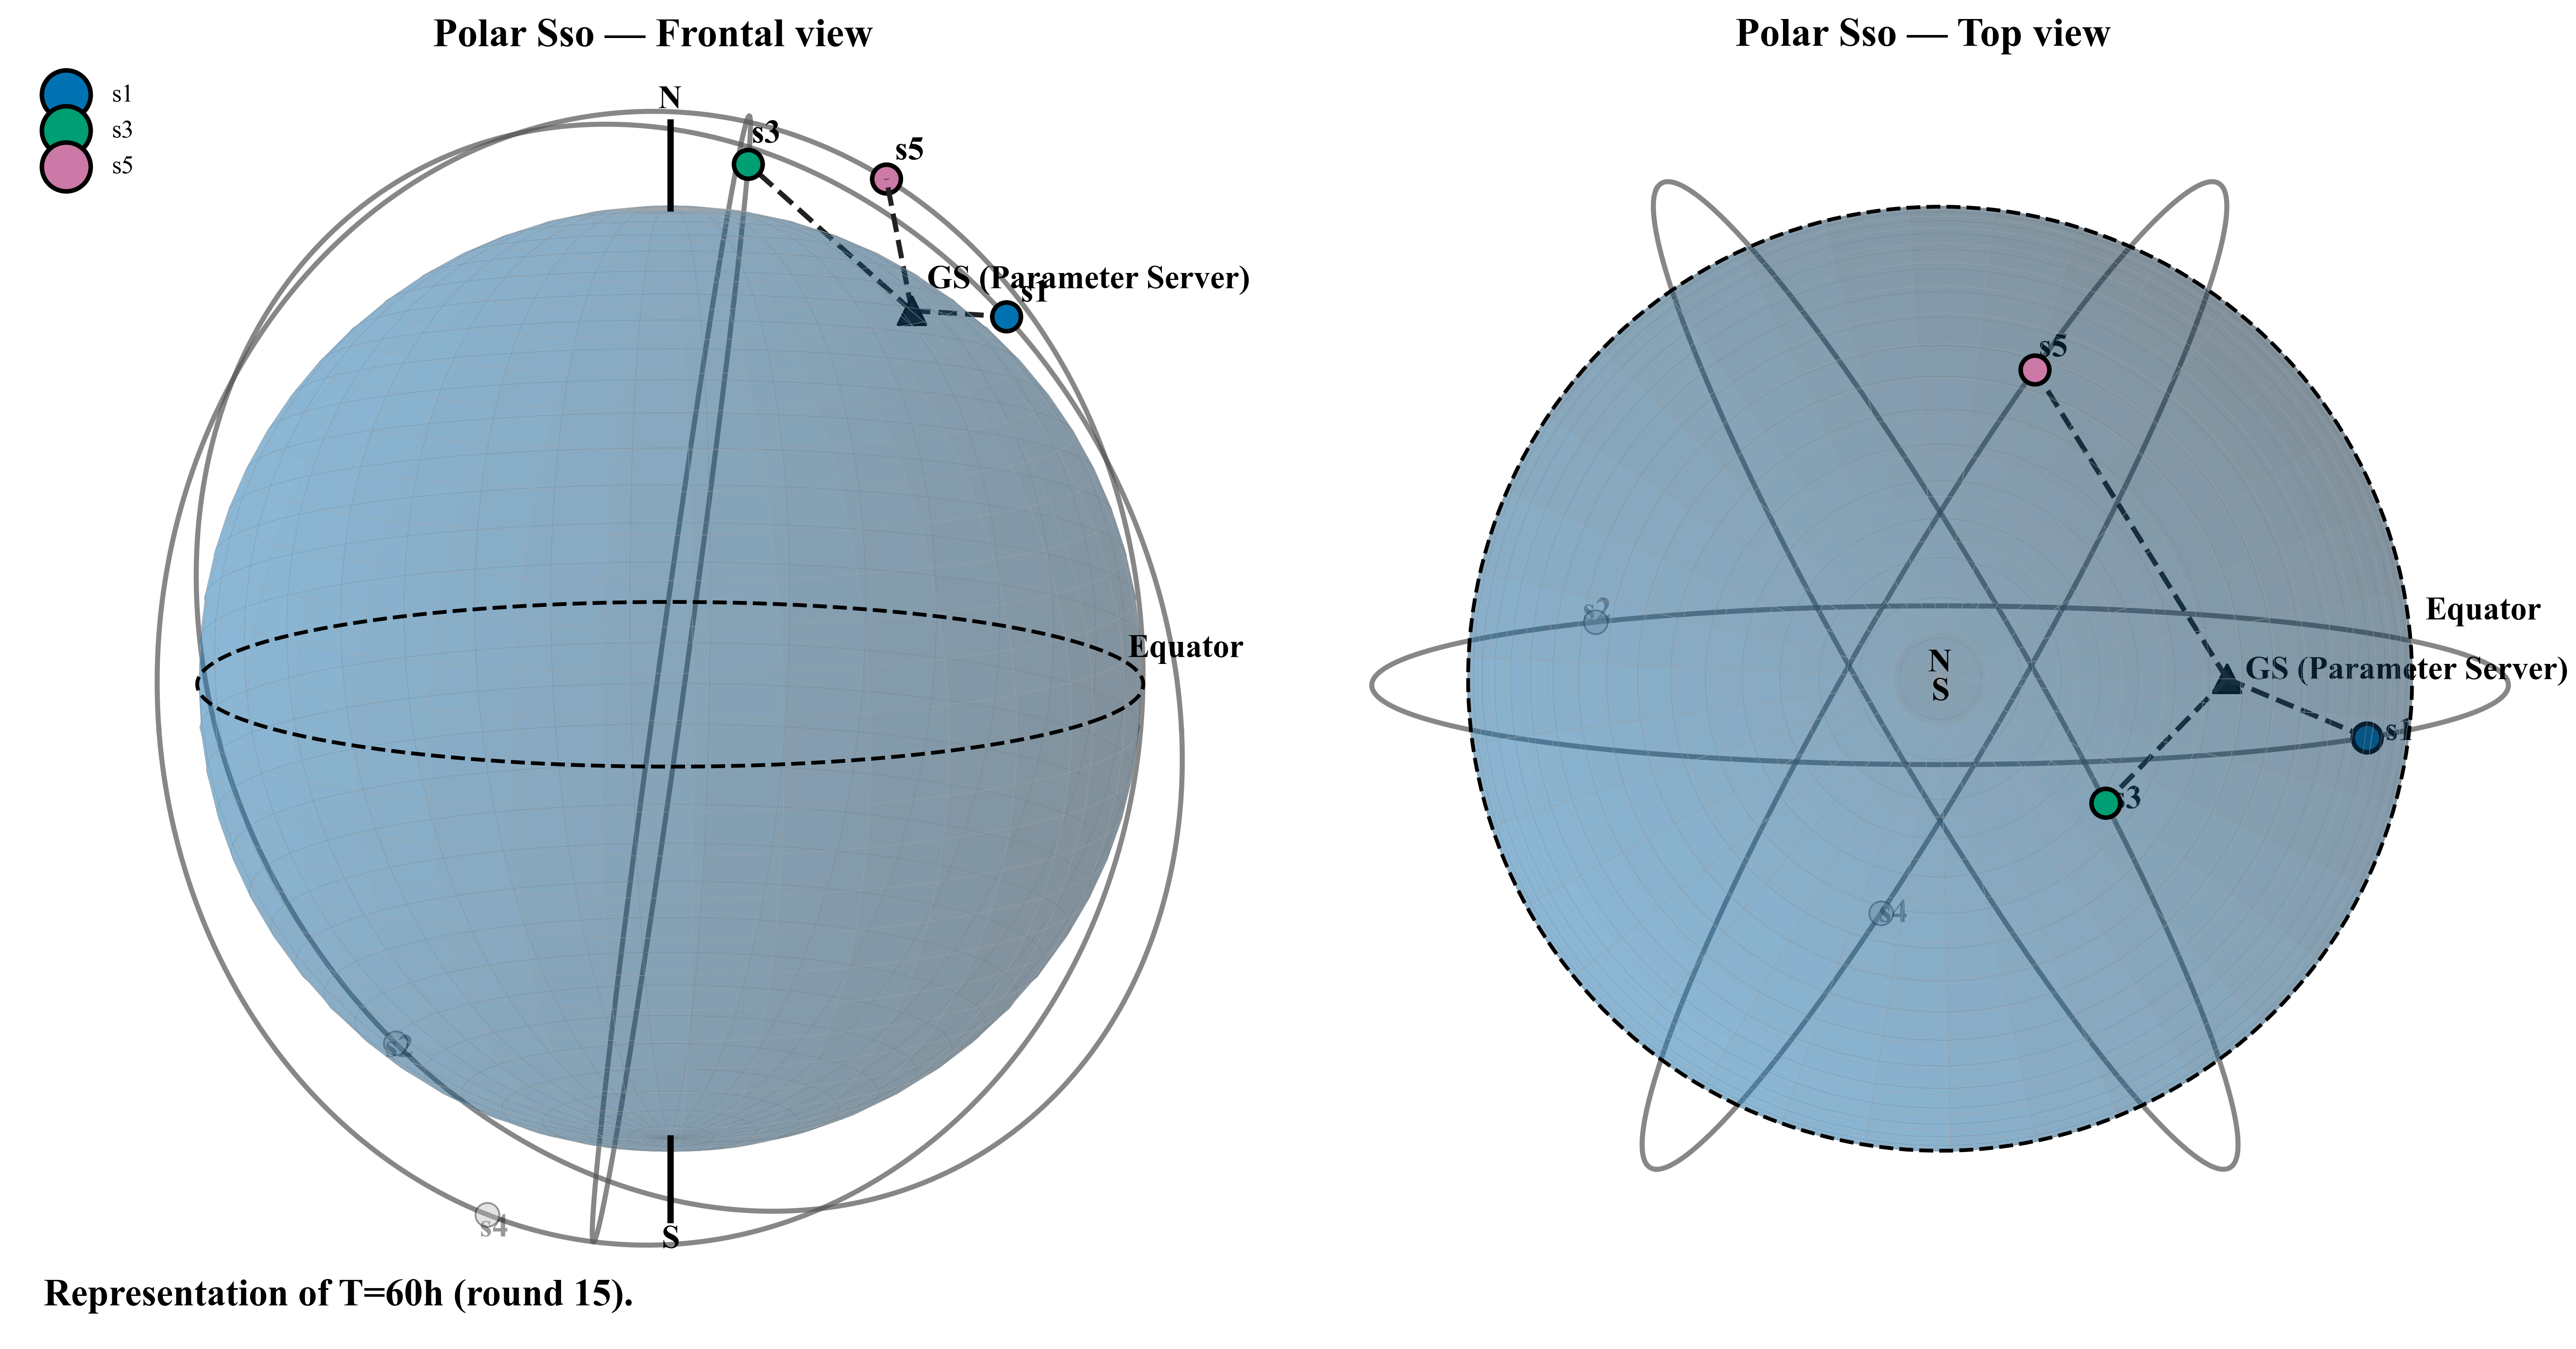 Polar Sso — Frontal view
s1
s3
s5
N
s3
s5
GS (Parameter Server)
s1
Equator
s2
s4
S
Representation of T=60h (round 15).
Polar Sso — Top view
s5
s2
Equator
N
S
GS (Parameter Server)
s1
s3
s4